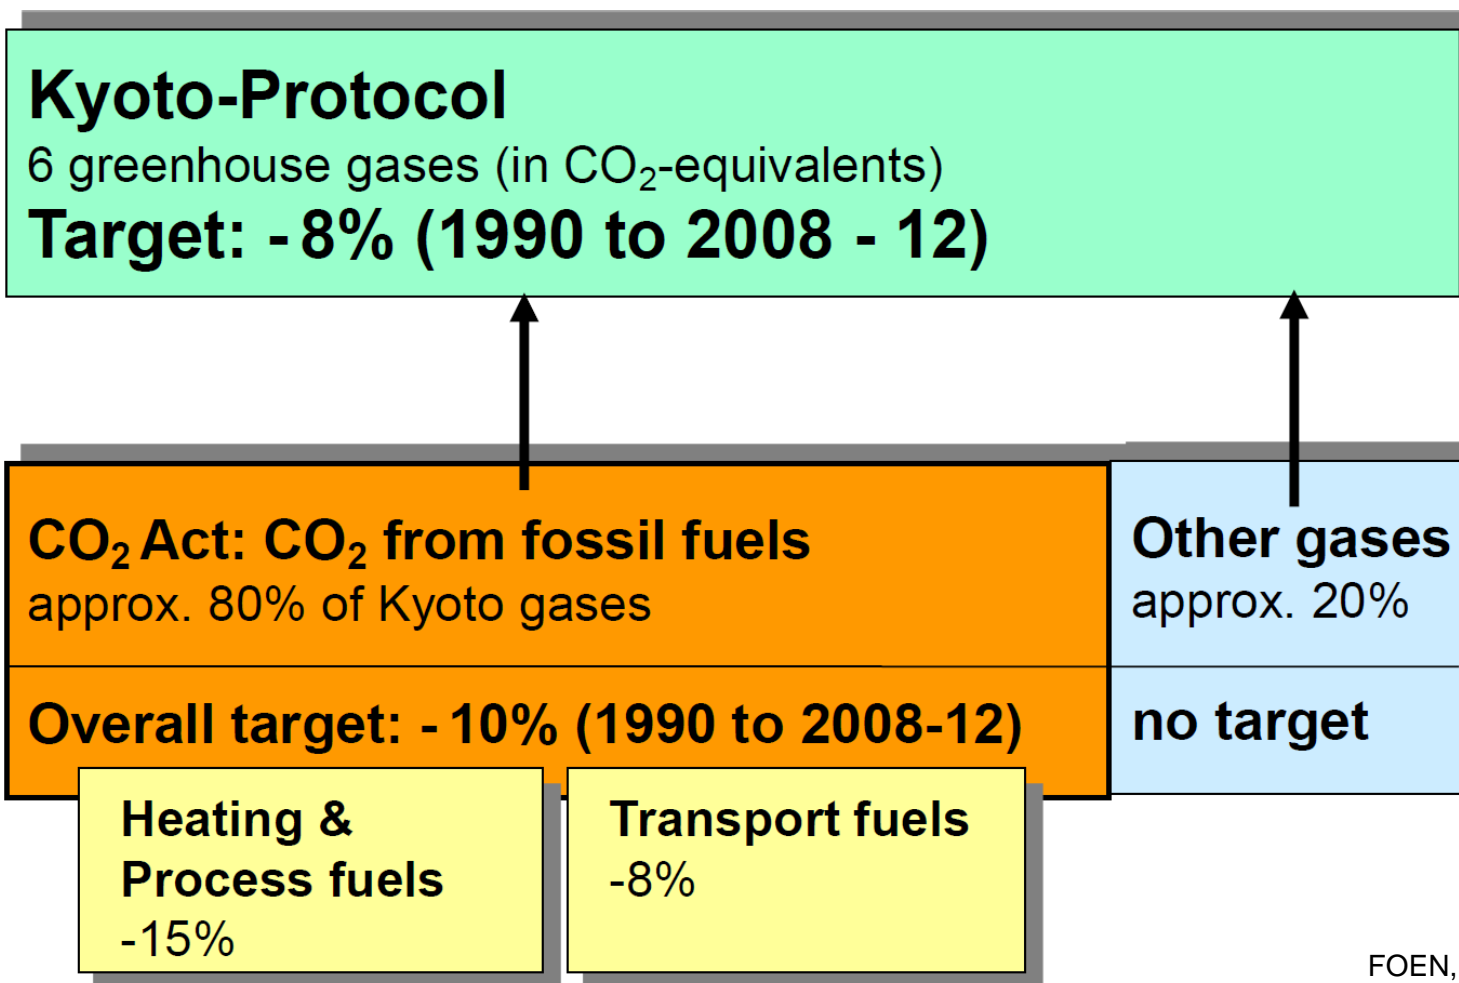 Kyoto-Protocol
6 greenhouse gases (in CO₂-equivalents)
Target: - 8% (1990 to 2008 - 12)
CO₂ Act: CO₂ from fossil fuels
approx. 80% of Kyoto gases
Other gases
approx. 20%
Overall target: - 10% (1990 to 2008-12)
no target
Heating &
Process fuels
-15%
Transport fuels
-8%
FOEN,